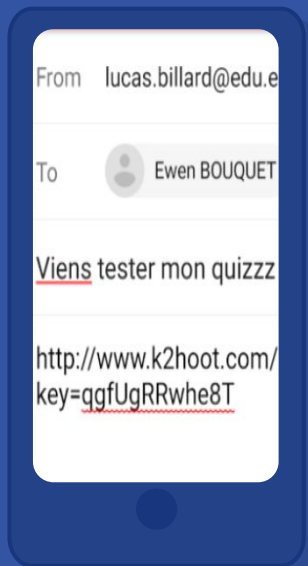 From lucas.billard@edu.e
To Ewen BOUQUET
Viens tester mon quizzz
http://www.k2hoot.com/
key=qgfUgRRwhe8T